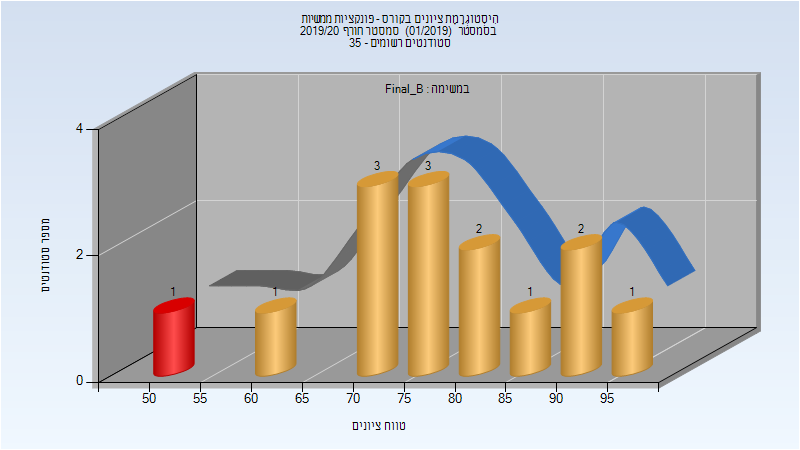 היסטוגרמת ציונים בקורס - פונקציות ממשיות
בסמסטר (01/2019) סמסטר חורף 2019/20
סטודנטים רשומים - 35
במשימה : Final_B
מספר סטודנטים
4
2
0
1
1
3
3
2
1
2
1
50 55 60 65 70 75 80 85 90 95
טווח ציונים